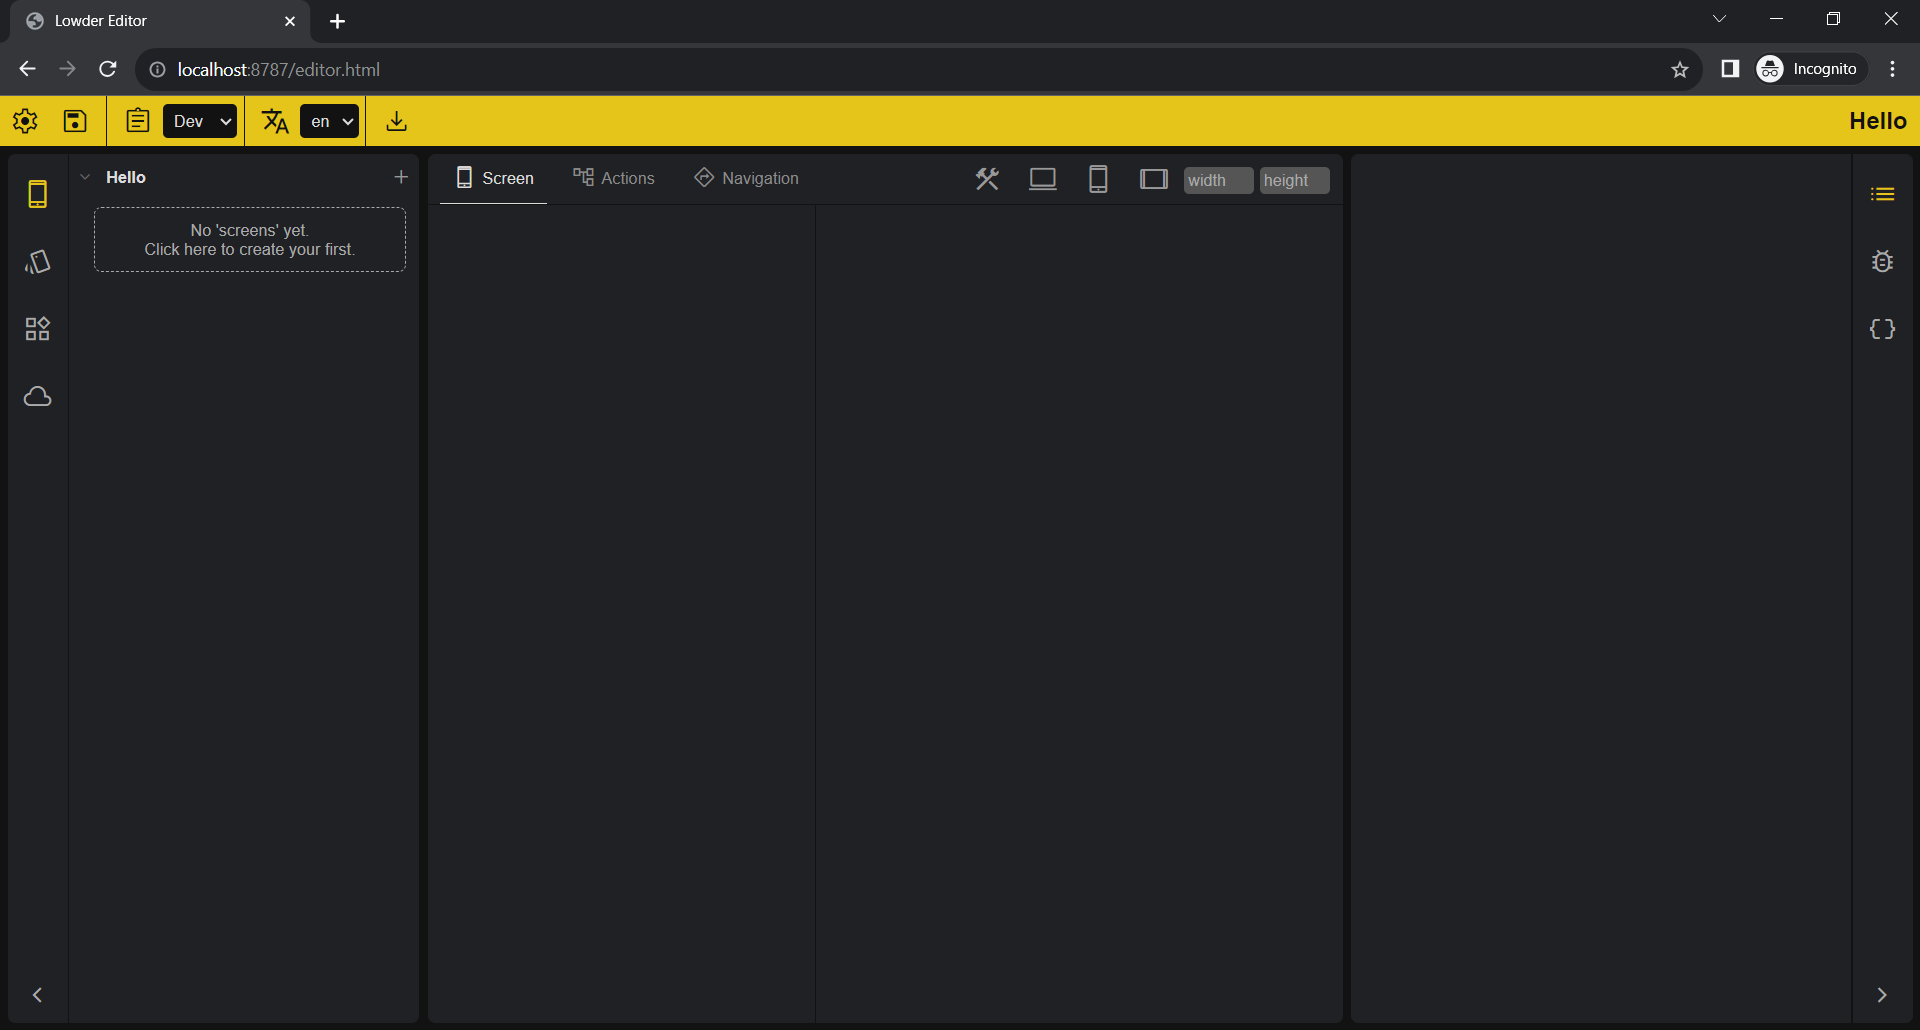 Lowder Editor
localhost:8787/editor.html
Incognito
Dev
en
Hello
Hello
No 'screens' yet.
Click here to create your first.
Screen
Actions
Navigation
width
height